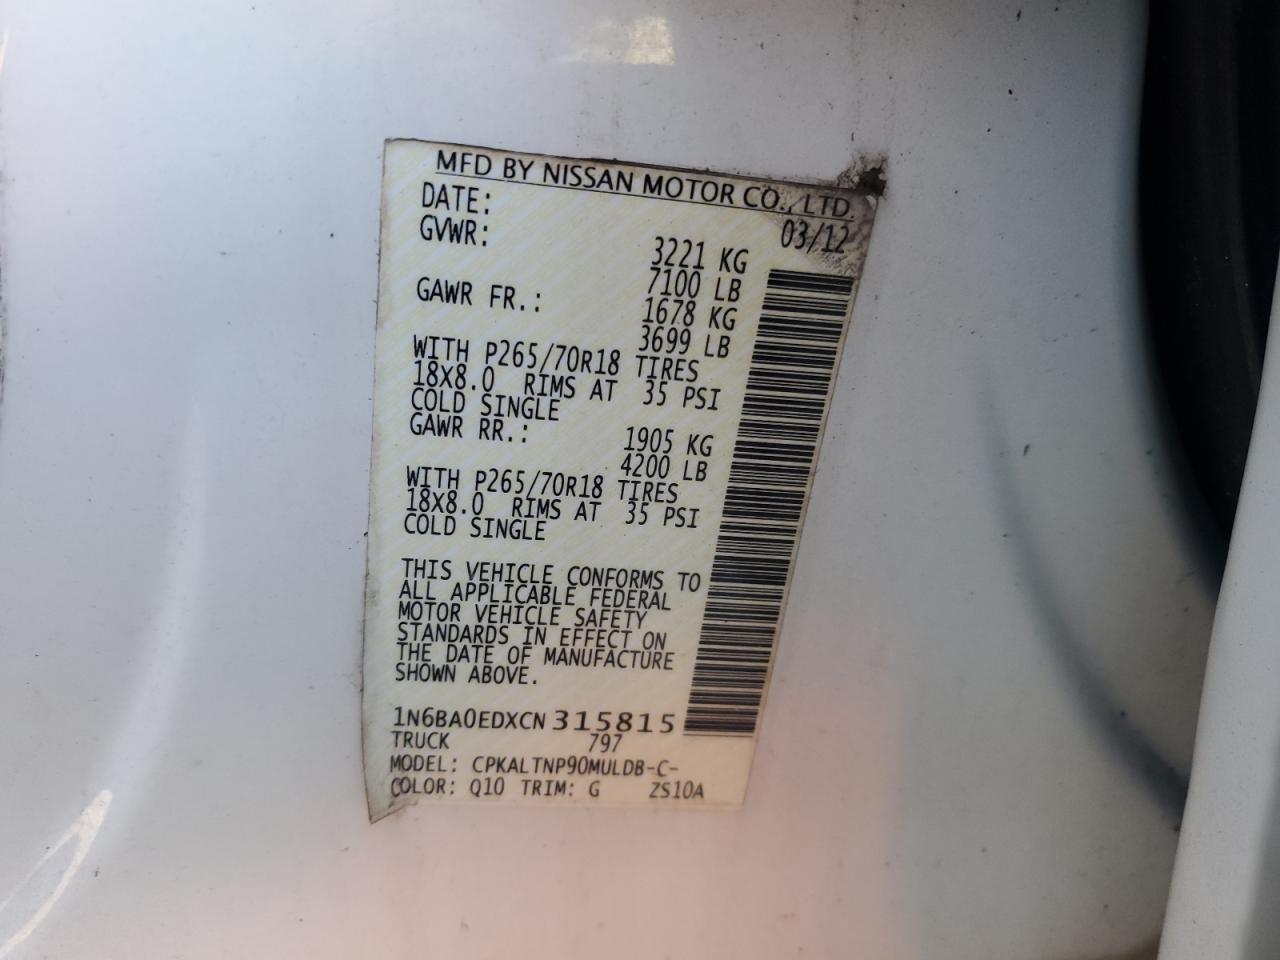 MFD BY NISSAN MOTOR CO., LTD.
DATE: 03/12
GVWR: 3221 KG
7100 LB
GAWR FR.: 1678 KG
3699 LB
WITH P265/70R18 TIRES
18X8.0 RIMS AT 35 PSI
COLD SINGLE
GAWR RR.: 1905 KG
4200 LB
WITH P265/70R18 TIRES
18X8.0 RIMS AT 35 PSI
COLD SINGLE
THIS VEHICLE CONFORMS TO
ALL APPLICABLE FEDERAL
MOTOR VEHICLE SAFETY
STANDARDS IN EFFECT ON
THE DATE OF MANUFACTURE
SHOWN ABOVE.
1N6BA0EDXCN315815
TRUCK 797
MODEL: CPKALTNP90MULDB-C-
COLOR: Q10 TRIM: G ZS10A